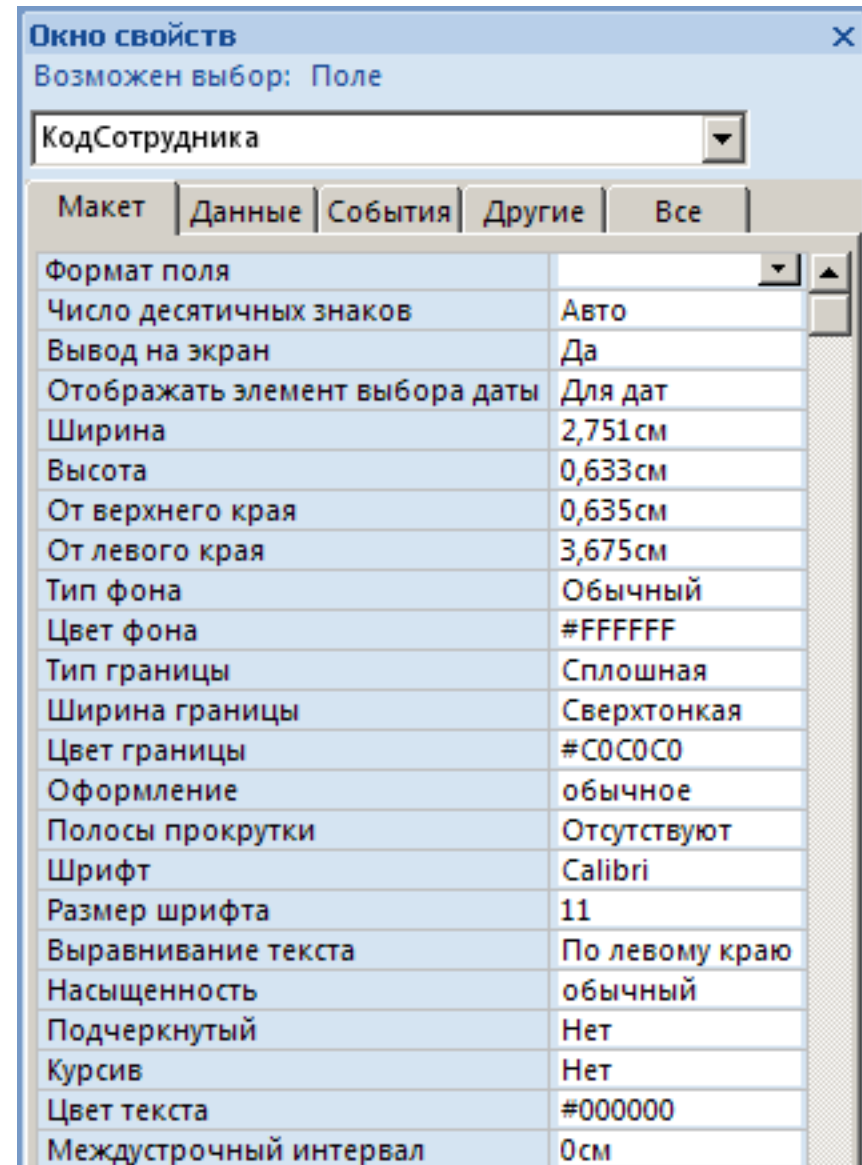 Окно свойств
Возможен выбор: Поле
КодСотрудника
Макет Данные События Другие Все
Формат поля
Число десятичных знаков Авто
Вывод на экран Да
Отображать элемент выбора даты Для дат
Ширина 2,751см
Высота 0,633см
От верхнего края 0,635см
От левого края 3,675см
Тип фона Обычный
Цвет фона #FFFFFF
Тип границы Сплошная
Ширина границы Сверхтонкая
Цвет границы #C0C0C0
Оформление обычное
Полосы прокрутки Отсутствуют
Шрифт Calibri
Размер шрифта 11
Выравнивание текста По левому краю
Насыщенность обычный
Подчеркнутый Нет
Курсив Нет
Цвет текста #000000
Междустрочный интервал 0см